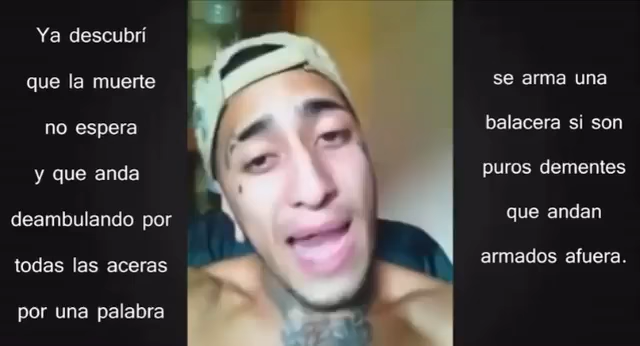 Ya descubrí
que la muerte
no espera
y que anda
deambulando por
todas las aceras
por una palabra
se arma una
balacera si son
puros dementes
que andan
armados afuera.